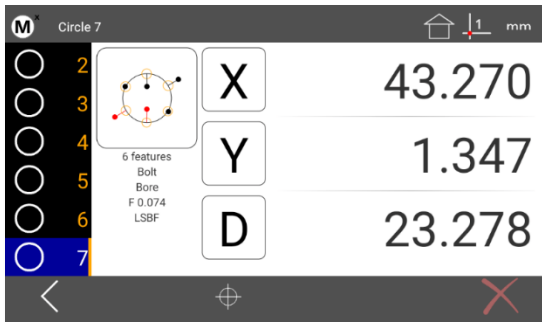 Mx Circle 7 1 mm
2
3
4
5
6
7
6 features
Bolt
Bore
F 0.074
LSBF
X 43.270
Y 1.347
D 23.278